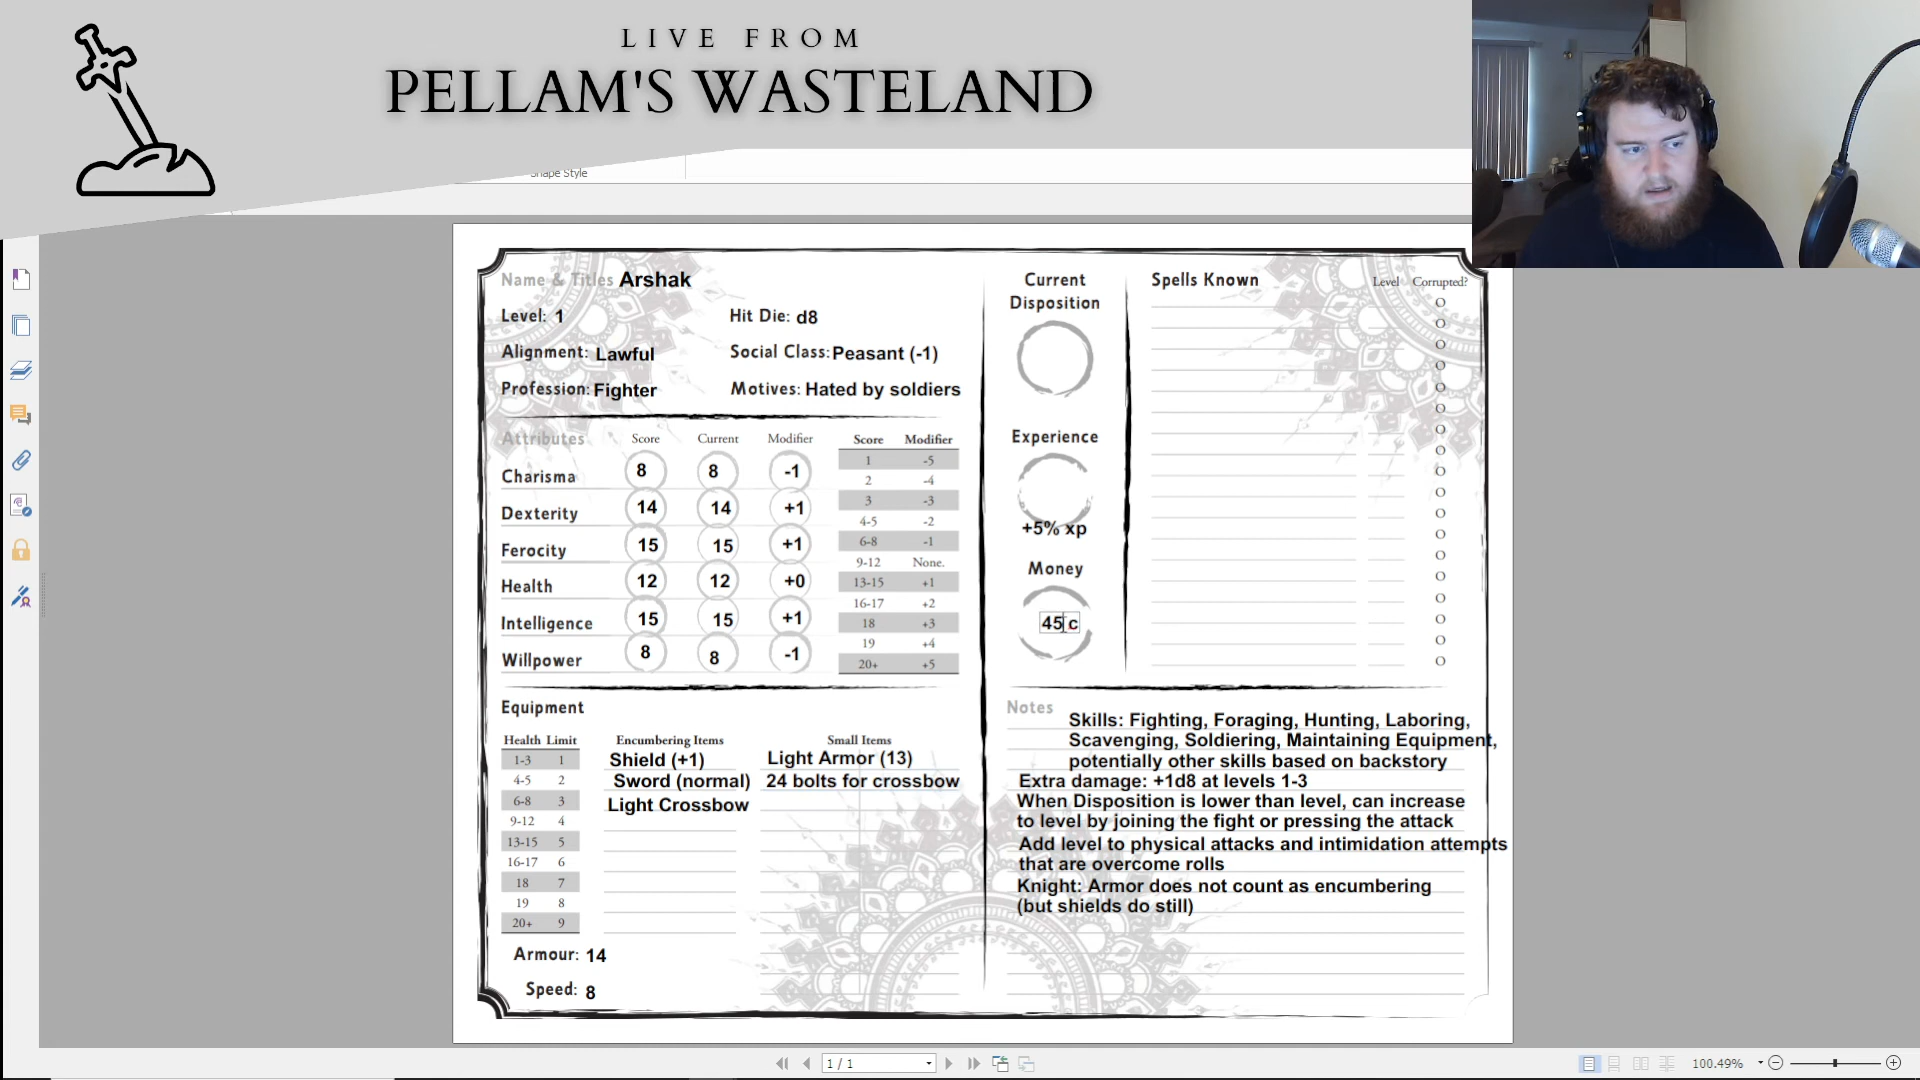 LIVE FROM
PELLAM'S WASTELAND
Shape Style
Name & Titles Arshak
Level: 1 Hit Die: d8
Alignment: Lawful Social Class: Peasant (-1)
Profession: Fighter Motives: Hated by soldiers
Attributes Score Current Modifier
Charisma 8 8 -1
Dexterity 14 14 +1
Ferocity 15 15 +1
Health 12 12 +0
Intelligence 15 15 +1
Willpower 8 8 -1
Score Modifier
1 -5
2 -4
3 -3
4-5 -2
6-8 -1
9-12 None.
13-15 +1
16-17 +2
18 +3
19 +4
20+ +5
Current
Disposition
Experience
+5% xp
Money
45 c
Spells Known Level Corrupted?
Equipment
Health Limit
1-3 1
4-5 2
6-8 3
9-12 4
13-15 5
16-17 6
18 7
19 8
20+ 9
Encumbering Items
Shield (+1)
Sword (normal)
Light Crossbow
Small Items
Light Armor (13)
24 bolts for crossbow
Armour: 14
Speed: 8
Notes
Skills: Fighting, Foraging, Hunting, Laboring,
Scavenging, Soldiering, Maintaining Equipment,
potentially other skills based on backstory
Extra damage: +1d8 at levels 1-3
When Disposition is lower than level, can increase
to level by joining the fight or pressing the attack
Add level to physical attacks and intimidation attempts
that are overcome rolls
Knight: Armor does not count as encumbering
(but shields do still)
1 / 1
100.49%